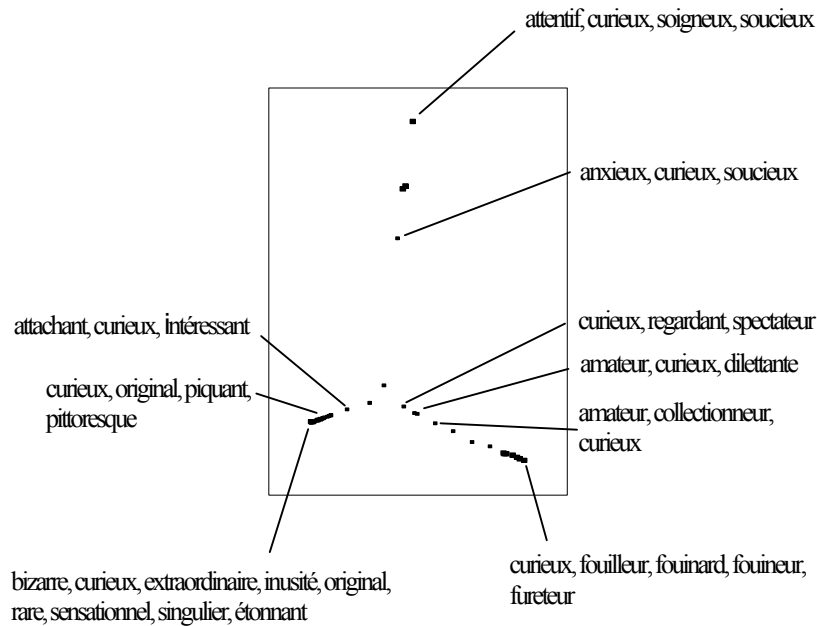 attentif, curieux, soigneux, soucieux
anxieux, curieux, soucieux
attachant, curieux, intéressant
curieux, regardant, spectateur
amateur, curieux, dilettante
curieux, original, piquant,
pittoresque
amateur, collectionneur,
curieux
bizarre, curieux, extraordinaire, inusité, original,
rare, sensationnel, singulier, étonnant
curieux, fouilleur, fouinard, fouineur,
fureteur